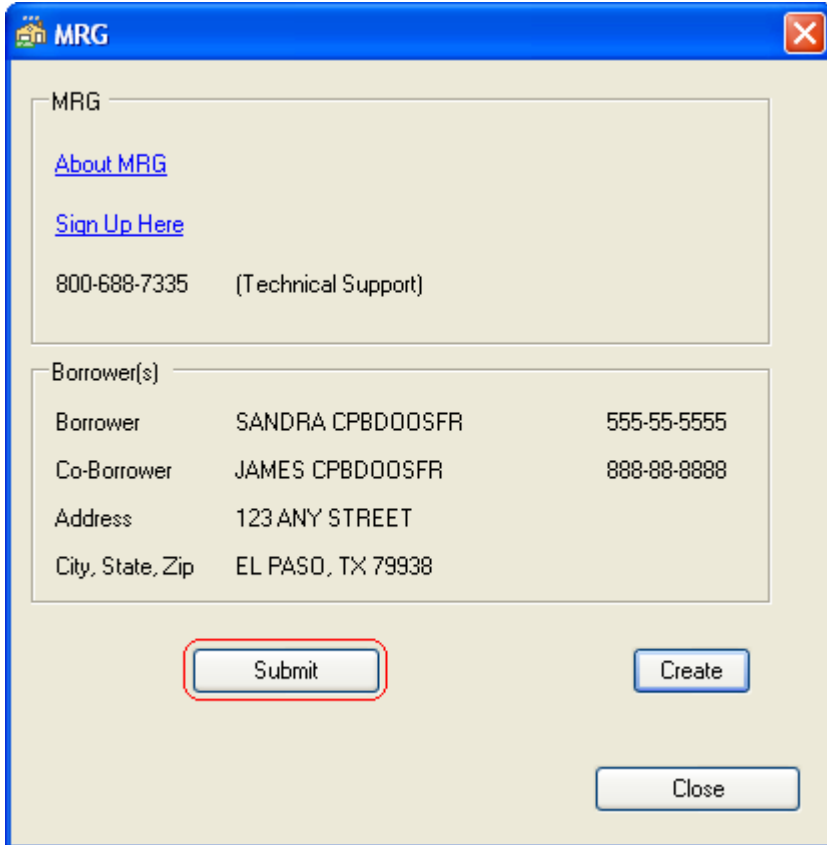 MRG
MRG
About MRG
Sign Up Here
800-688-7335 (Technical Support)
Borrower(s)
Borrower SANDRA CPBDOOSFR 555-55-5555
Co-Borrower JAMES CPBDOOSFR 888-88-8888
Address 123 ANY STREET
City, State, Zip EL PASO, TX 79938
Submit Create
Close